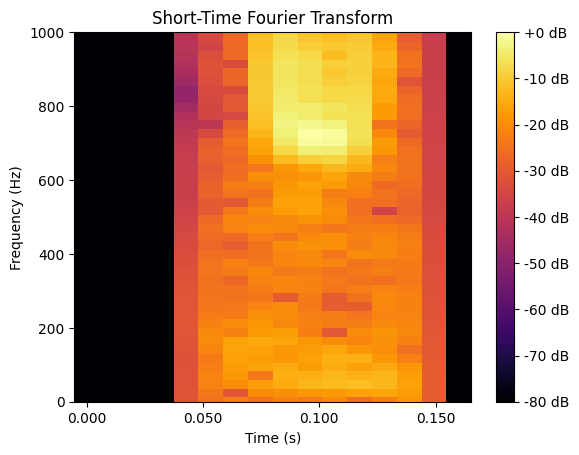 Short-Time Fourier Transform
1000
800
600
400
200
0
Frequency (Hz)
0.000
0.050
0.100
0.150
Time (s)
+0 dB
-10 dB
-20 dB
-30 dB
-40 dB
-50 dB
-60 dB
-70 dB
-80 dB